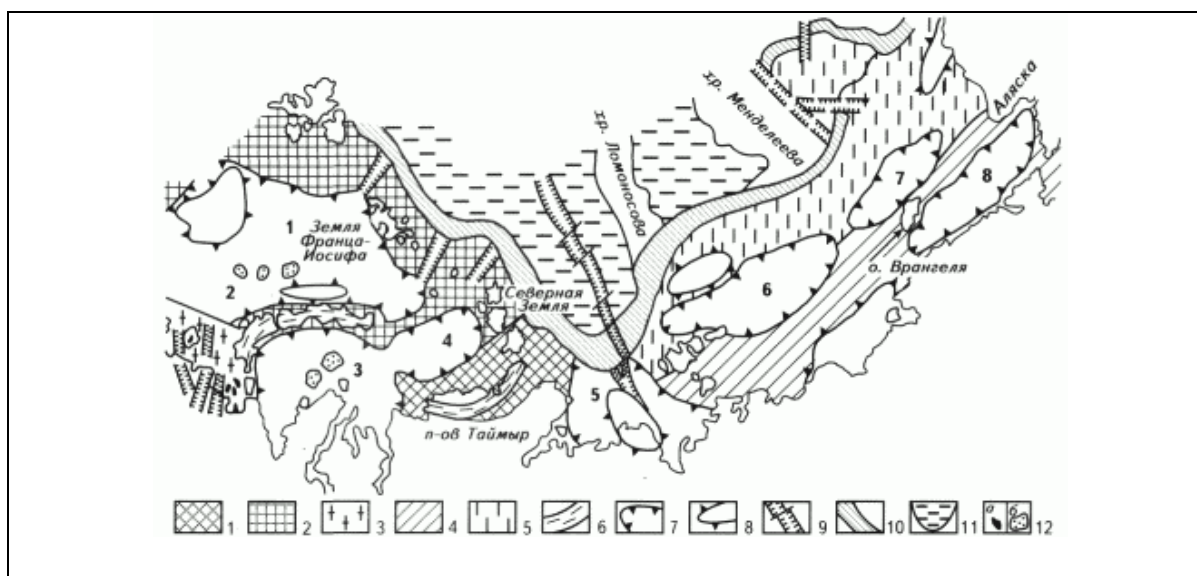 хр. Менделеева
Аляска
хр. Ломоносова
7
8
1
Земля
Франца-
Иосифа
о. Врангеля
2
6
Северная
Земля
4
3
5
п-ов Таймыр
1 2 3 4 5 6 7 8 9 10 11 12